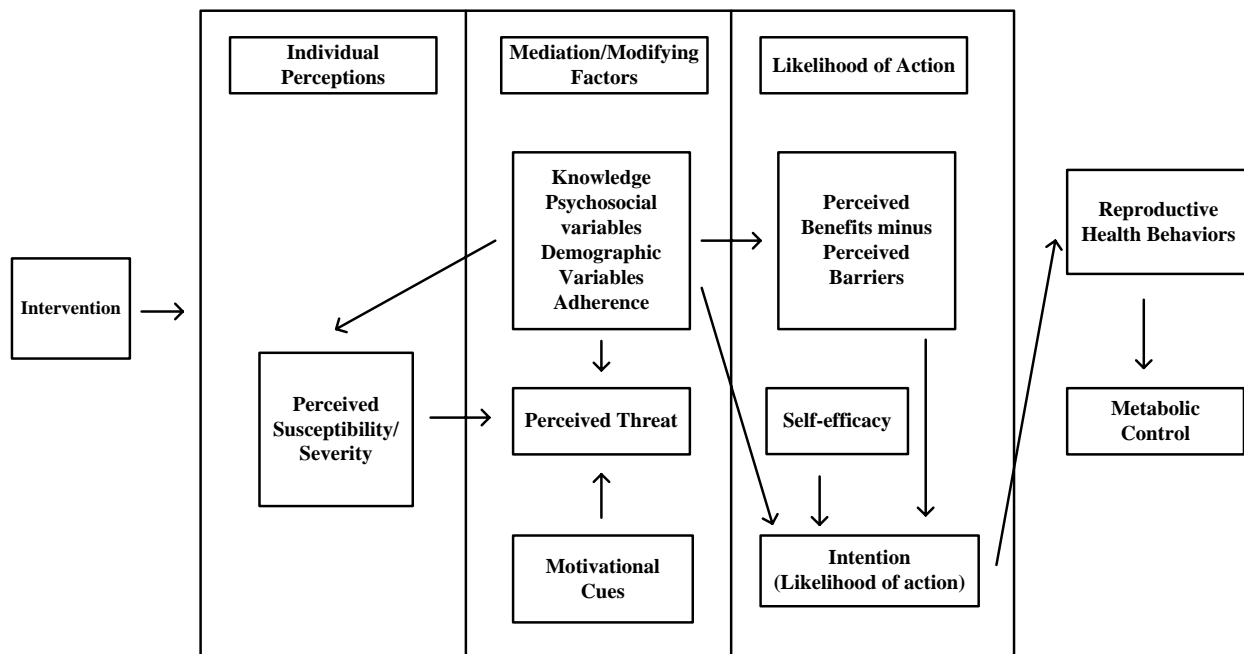 Individual
Perceptions
Mediation/Modifying
Factors
Likelihood of Action
Knowledge
Psychosocial
variables
Demographic
Variables
Adherence
Perceived
Benefits minus
Perceived
Barriers
Reproductive
Health Behaviors
Intervention
Perceived
Susceptibility/
Severity
Perceived Threat
Self-efficacy
Metabolic
Control
Motivational
Cues
Intention
(Likelihood of action)